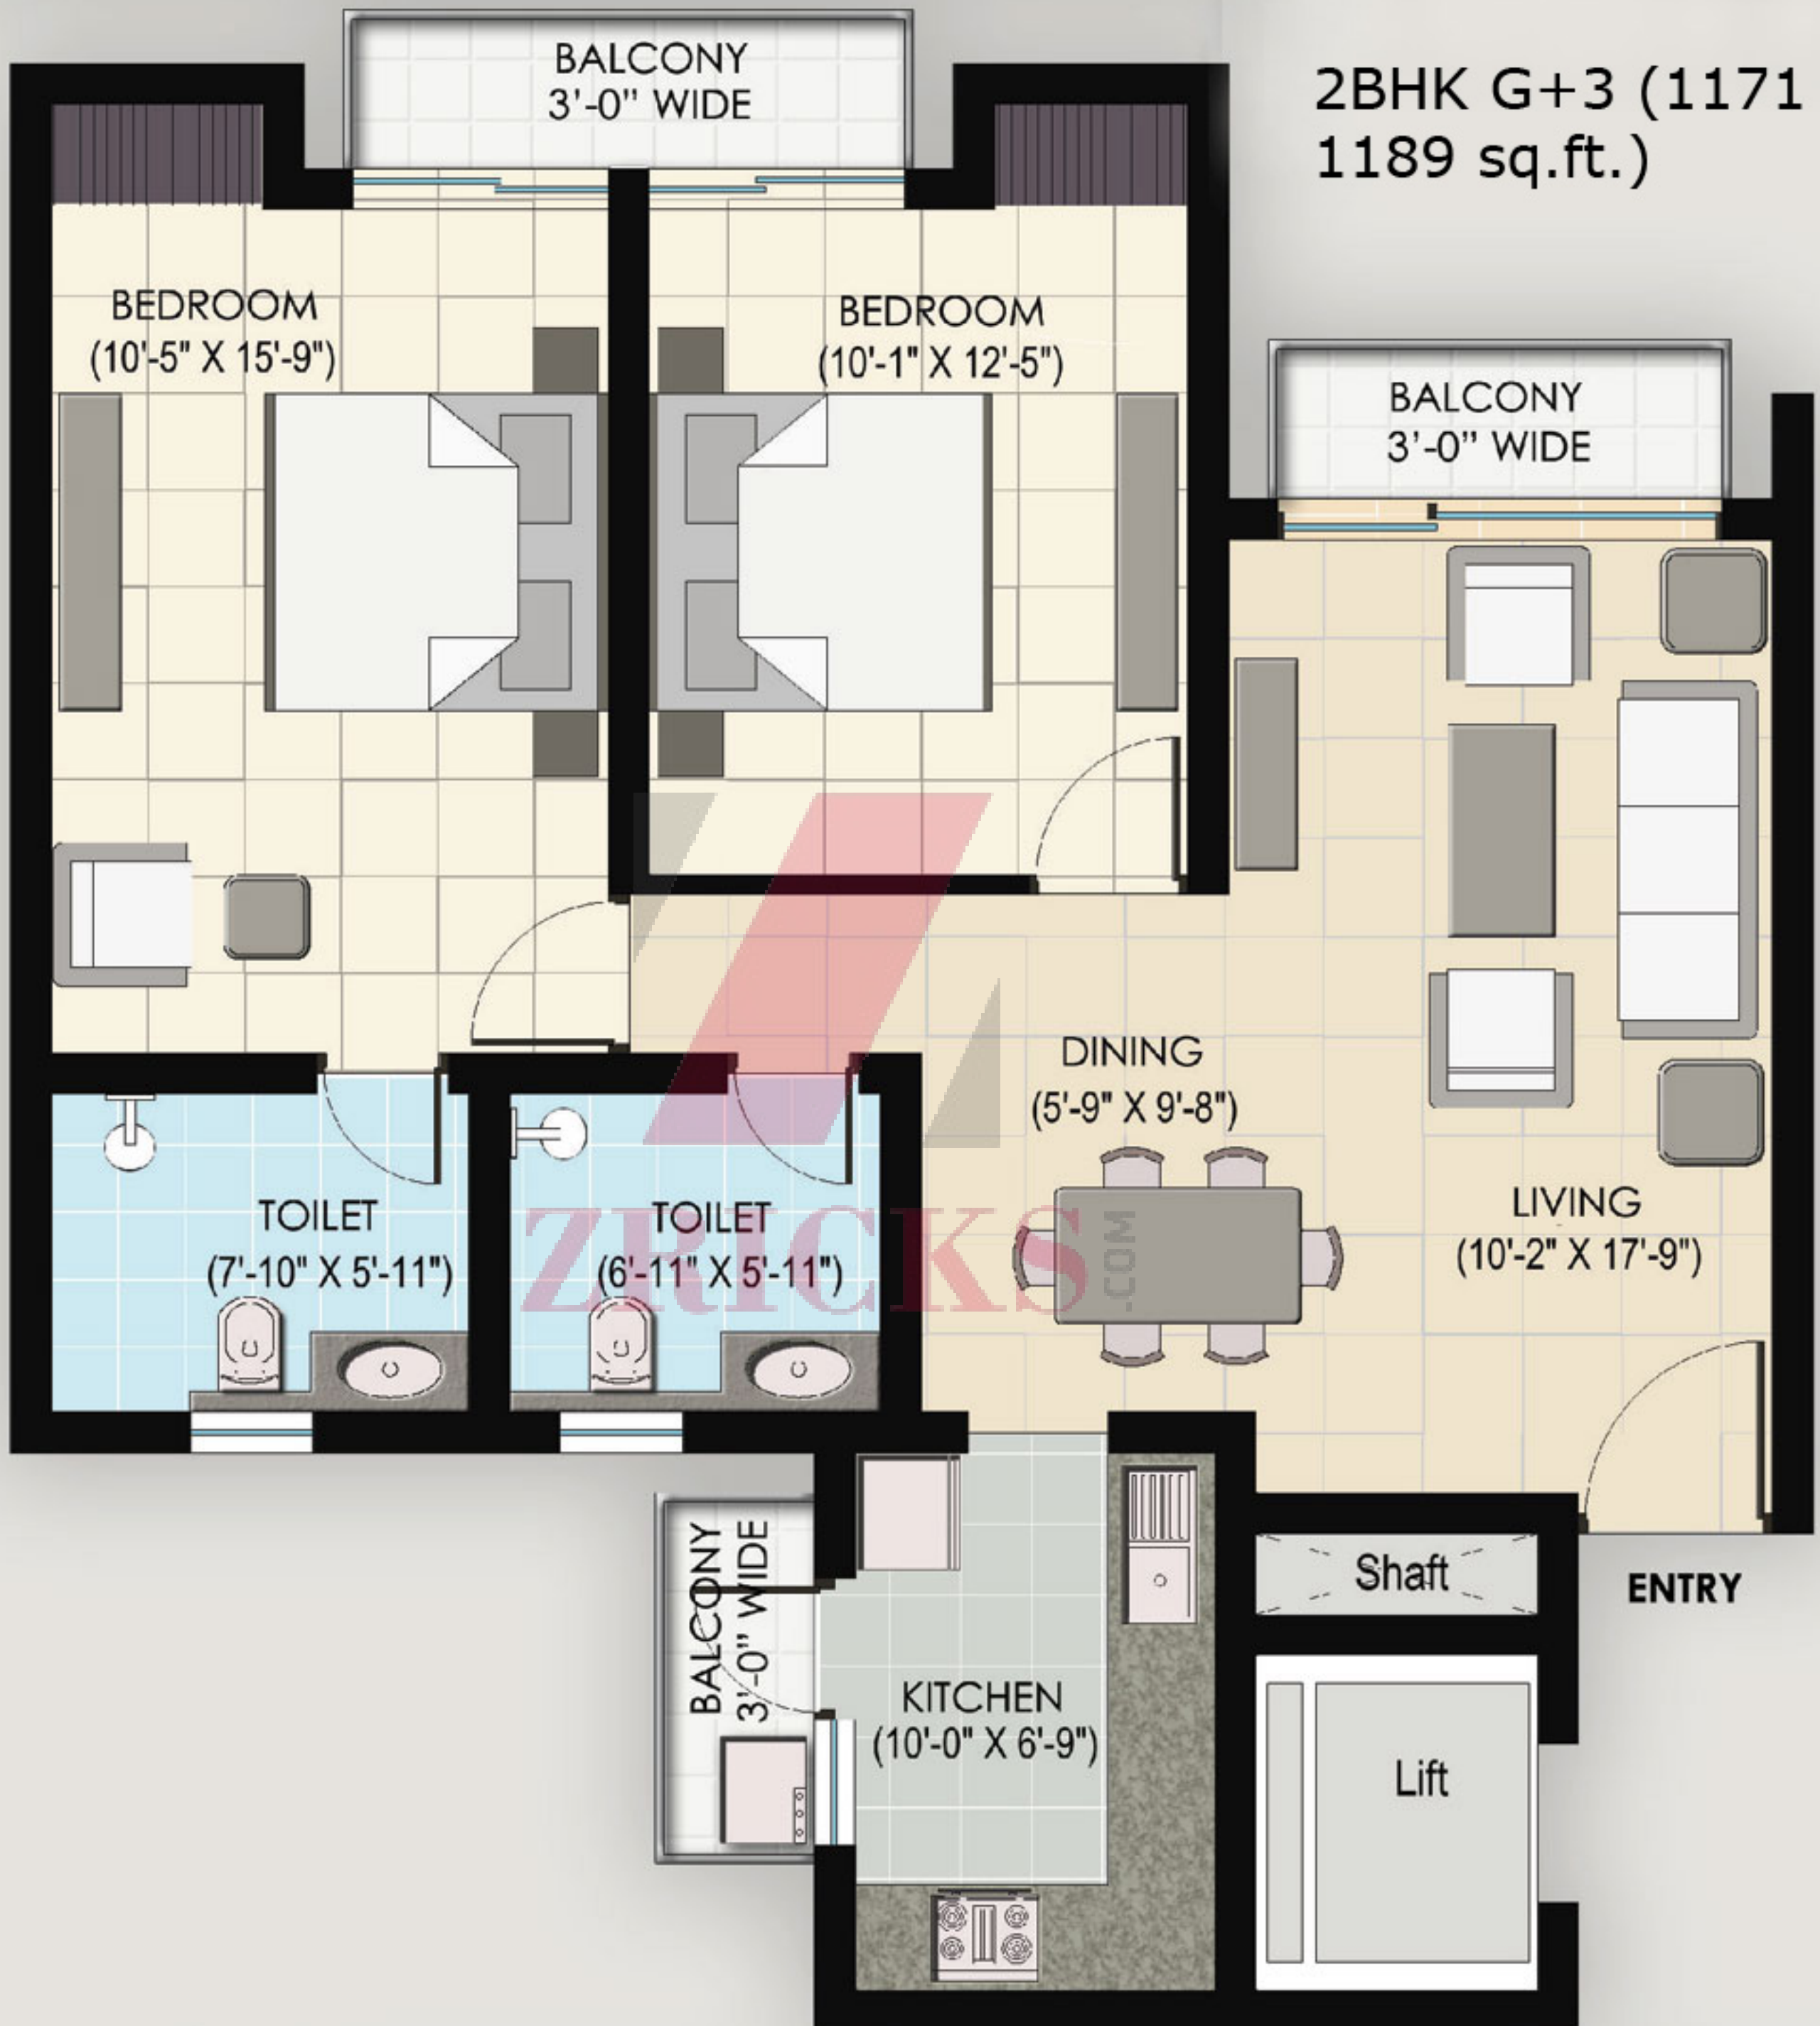 BALCONY
3'-0" WIDE
2BHK G+3 (1171
1189 sq.ft.)
BEDROOM
(10'-5" X 15'-9")
BEDROOM
(10'-1" X 12'-5")
BALCONY
3'-0" WIDE
DINING
(5'-9" X 9'-8")
TOILET
(7'-10" X 5'-11")
TOILET
(6'-11" X 5'-11")
LIVING
(10'-2" X 17'-9")
ZRICKS
.COM
BALCONY
3'-0" WIDE
Shaft
ENTRY
KITCHEN
(10'-0" X 6'-9")
Lift